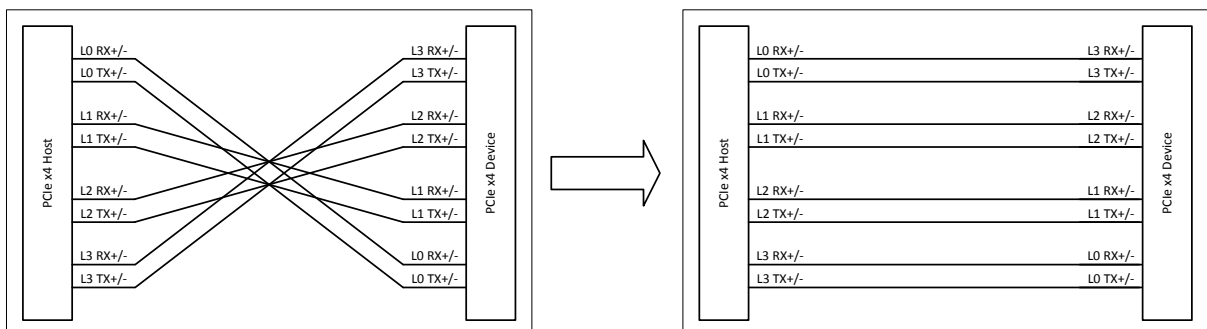 PCIe x4 Host
L0 RX+/-
L0 TX+/-
L1 RX+/-
L1 TX+/-
L2 RX+/-
L2 TX+/-
L3 RX+/-
L3 TX+/-
L3 RX+/-
L3 TX+/-
L2 RX+/-
L2 TX+/-
L1 RX+/-
L1 TX+/-
L0 RX+/-
L0 TX+/-
PCIe x4 Device
PCIe x4 Host
L0 RX+/-
L0 TX+/-
L1 RX+/-
L1 TX+/-
L2 RX+/-
L2 TX+/-
L3 RX+/-
L3 TX+/-
L3 RX+/-
L3 TX+/-
L2 RX+/-
L2 TX+/-
L1 RX+/-
L1 TX+/-
L0 RX+/-
L0 TX+/-
PCIe x4 Device